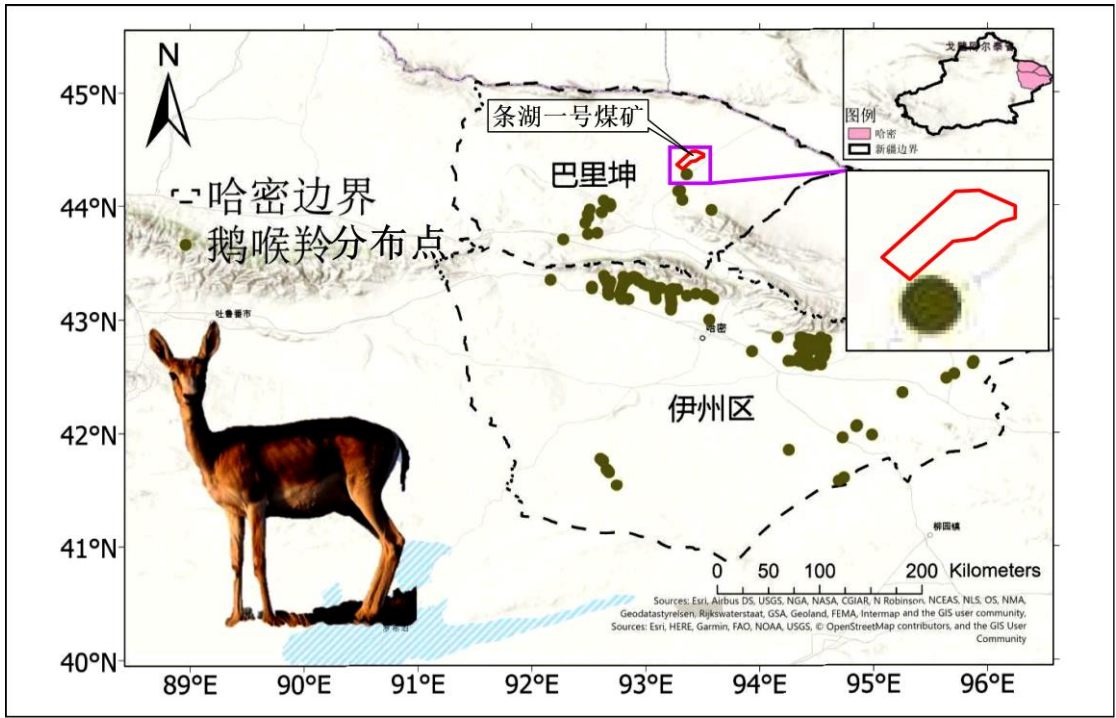 N
45°N
44°N
43°N
42°N
41°N
40°N
条湖一号煤矿
巴里坤
哈密边界
鹅喉羚分布点
吐鲁番市
哈密
伊州区
柳园镇
图例
哈密
新疆边界
0 50 100 200 Kilometers
Sources: Esri, Airbus DS, USGS, NGA, NASA, CGIAR, N Robinson, NCEAS, NLS, OS, NMA,
Geodatastyrelsen, Rijkswaterstaat, GSA, Geoland, FEMA, Intermap and the GIS user community,
Sources: Esri, HERE, Garmin, FAO, NOAA, USGS, © OpenStreetMap contributors, and the GIS User
Community
89°E 90°E 91°E 92°E 93°E 94°E 95°E 96°E